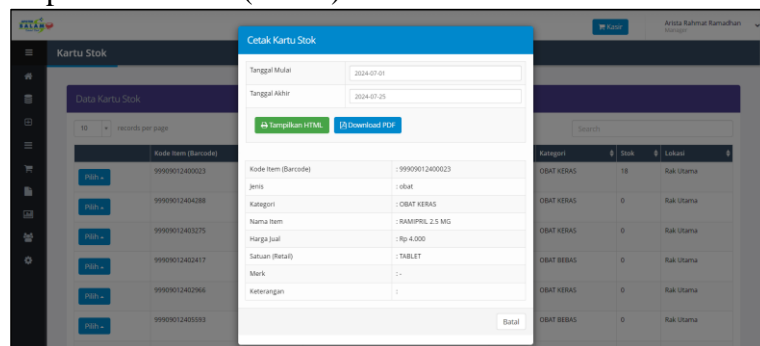 SALAM
Kasir
Arista Rahmat Ramadhan
Manager
Kartu Stok
Cetak Kartu Stok
Tanggal Mulai 2024-07-01
Tanggal Akhir 2024-07-25
Tampilkan HTML Download PDF
Data Kartu Stok
10 records per page
Search
Kode Item (Barcode) Kategori Stok Lokasi
Pilih 99909012400023 OBAT KERAS 18 Rak Utama
Pilih 99909012404288 OBAT KERAS 0 Rak Utama
Pilih 99909012403275 OBAT KERAS 0 Rak Utama
Pilih 99909012402417 OBAT BEBAS 0 Rak Utama
Pilih 99909012402966 OBAT KERAS 0 Rak Utama
Pilih 99909012405593 OBAT BEBAS 0 Rak Utama
Kode Item (Barcode) : 99909012400023
Jenis : obat
Kategori : OBAT KERAS
Nama Item : RAMIPRIL 2.5 MG
Harga Jual : Rp 4.000
Satuan (Retail) : TABLET
Merk : -
Keterangan :
Batal